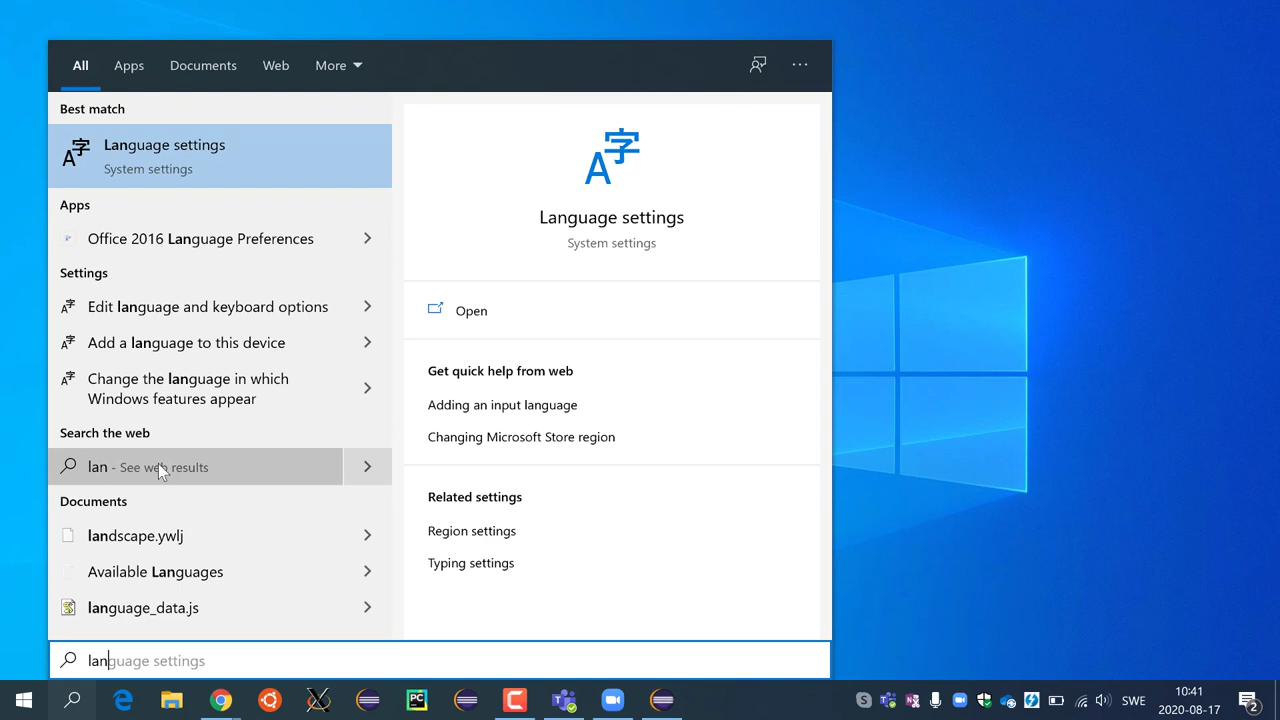 All
Apps
Documents
Web
More
Best match
字
A
Language settings
System settings
Apps
Office 2016 Language Preferences
Settings
Edit language and keyboard options
Add a language to this device
Change the language in which
Windows features appear
Search the web
lan - See web results
Documents
landscape.ywlj
Available Languages
language_data.js
language settings
字
A
Language settings
System settings
Open
Get quick help from web
Adding an input language
Changing Microsoft Store region
Related settings
Region settings
Typing settings
PC
SWE
10:41
2020-08-17
2